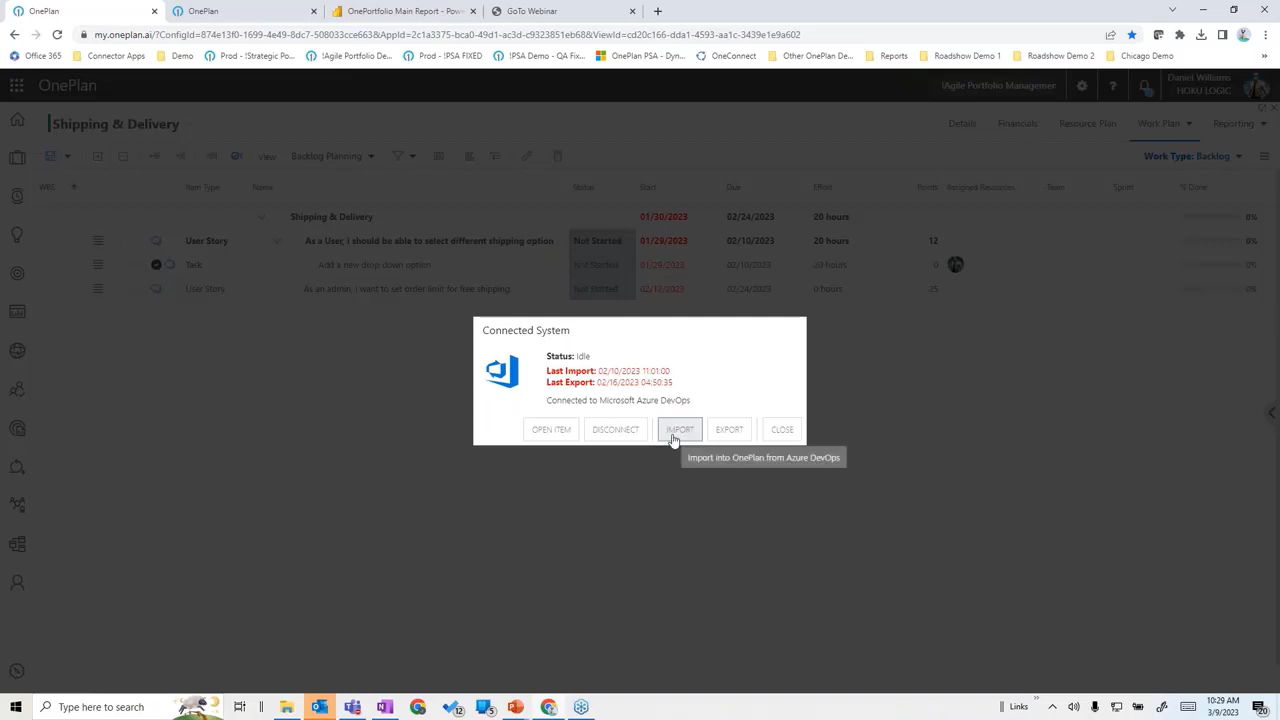 OnePlan
OnePlan
OnePortfolio Main Report - Powe
GoTo Webinar
my.oneplan.ai/?ConfigId=874e13f0-1699-4e49-8dc7-508033cce663&AppId=2c1a3375-bca0-49d1-ac3d-c9323851eb68&ViewId=cd20c166-dda1-4593-aa1c-3439e1e9a602
Office 365
Connector Apps
Demo
Prod - !Strategic Po...
!Agile Portfolio De...
Prod - !PSA FIXED
!PSA Demo - QA Fix...
OnePlan PSA - Dyn...
OneConnect
Other OnePlan De...
Reports
Roadshow Demo 1
Roadshow Demo 2
Chicago Demo
»
OnePlan
!Agile Portfolio Managemer
?
Daniel Williams
HOKU LOGIC
Shipping & Delivery
Details
Financials
Resource Plan
Work Plan
Reporting
View:
Backlog Planning
Work Type: Backlog
WBS
Item Type
Name
Status
Start
Due
Effort
Points
Assigned Resources.
Team
Sprint
% Done
Shipping & Delivery
01/30/2023
02/24/2023
20 hours
0%
User Story
As a User, I should be able to select different shipping option
Not Started
01/29/2023
02/10/2023
20 hours
12
0%
Task
Add a new drop down option
Not Started
01/29/2023
02/10/2023
20 hours
0
0%
User Story
As an admin, I want to set order limit for free shipping
Not Started
02/12/2023
02/24/2023
0 hours
25
0%
Connected System
Status: Idle
Last Import: 02/10/2023 11:01:00
Last Export: 02/16/2023 04:50:35
Connected to Microsoft Azure DevOps
OPEN ITEM
DISCONNECT
IMPORT
EXPORT
CLOSE
Import into OnePlan from Azure DevOps
Type here to search
Links
»
10:29 AM
3/9/2023
20